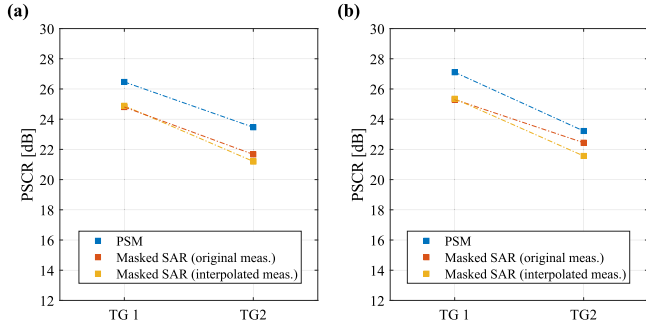 (a)
PSCR [dB]
30
28
26
24
22
20
18
16
14
12
PSM
Masked SAR (original meas.)
Masked SAR (interpolated meas.)
TG 1
TG2
(b)
PSCR [dB]
30
28
26
24
22
20
18
16
14
12
PSM
Masked SAR (original meas.)
Masked SAR (interpolated meas.)
TG 1
TG2